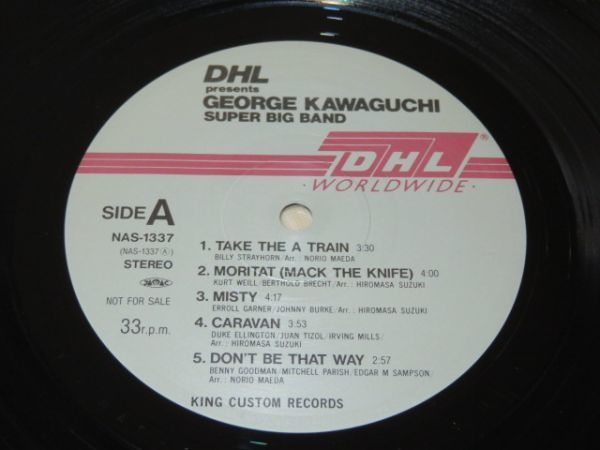 DHL
presents
GEORGE KAWAGUCHI
SUPER BIG BAND
DHL®
·WORLDWIDE·
SIDE A
NAS-1337
(NAS-1337Ⓐ)
STEREO
JASRAC
NOT FOR SALE
33r.p.m.
1. TAKE THE A TRAIN 3:30
BILLY STRAYHORN/Arr.: NORIO MAEDA
2. MORITAT (MACK THE KNIFE) 4:00
KURT WEILL/BERTHOLD BRECHT/Arr.: HIROMASA SUZUKI
3. MISTY 4:17
ERROLL GARNER/JOHNNY BURKE/Arr.: HIROMASA SUZUKI
4. CARAVAN 3:53
DUKE ELLINGTON/JUAN TIZOL/IRVING MILLS/
Arr.: HIROMASA SUZUKI
5. DON'T BE THAT WAY 2:57
BENNY GOODMAN/MITCHELL PARISH/EDGAR M SAMPSON/
Arr.: NORIO MAEDA
KING CUSTOM RECORDS